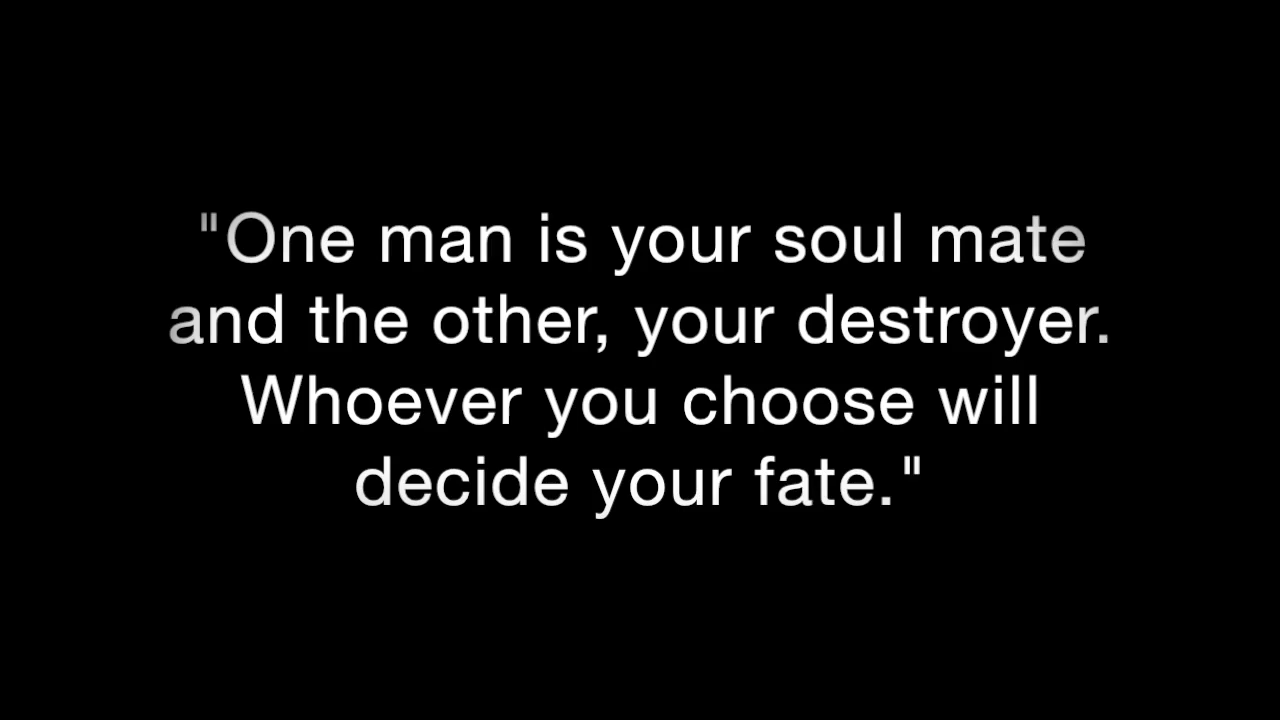 "One man is your soul mate
and the other, your destroyer.
Whoever you choose will
decide your fate."